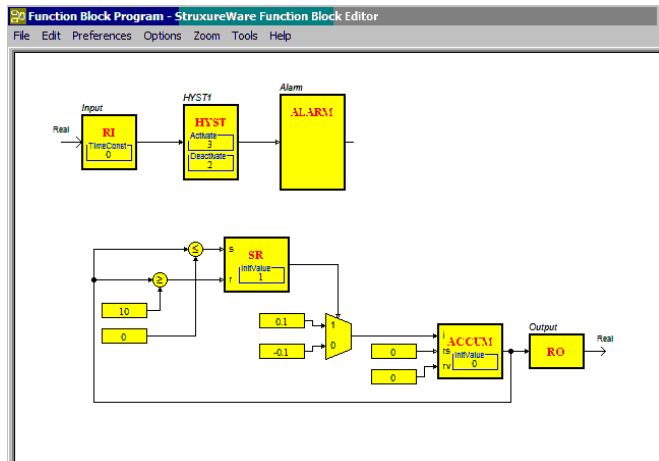 Function Block Program - StruxureWare Function Block Editor
File Edit Preferences Options Zoom Tools Help
Input
Real
RI
TimeConst
0
HYST1
HYST
Activate
3
Deactivate
2
Alarm
ALARM
≤
≥
10
0
s
r
SR
InitValue
1
0.1
-0.1
1
0
0
0
i
rs
rv
ACCUM
InitValue
0
Output
RO
Real